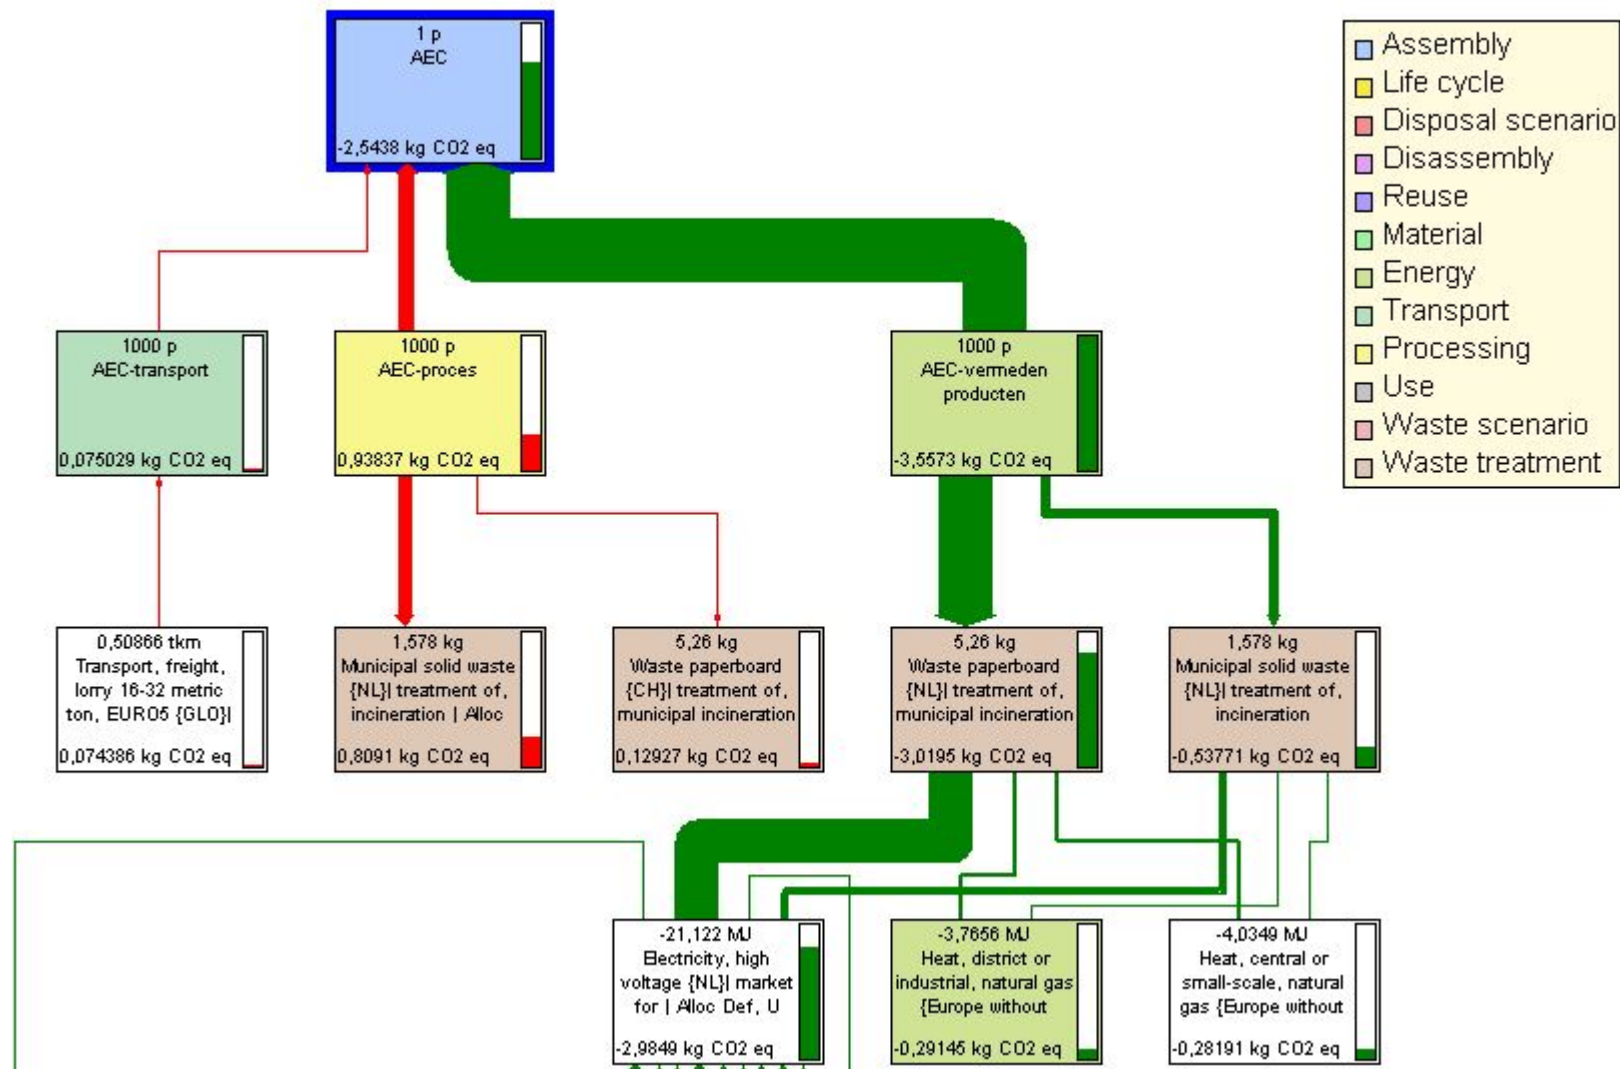 1 p
AEC
-2,5438 kg CO2 eq
Assembly
Life cycle
Disposal scenario
Disassembly
Reuse
Material
Energy
Transport
Processing
Use
Waste scenario
Waste treatment
1000 p
AEC-transport
0,075029 kg CO2 eq
1000 p
AEC-proces
0,93837 kg CO2 eq
1000 p
AEC-vermeden
producten
-3,5573 kg CO2 eq
0,50866 tkm
Transport, freight,
lorry 16-32 metric
ton, EURO5 {GLO}|
0,074386 kg CO2 eq
1,578 kg
Municipal solid waste
{NL}| treatment of,
incineration | Alloc
0,8091 kg CO2 eq
5,26 kg
Waste paperboard
{CH}| treatment of,
municipal incineration
0,12927 kg CO2 eq
5,26 kg
Waste paperboard
{NL}| treatment of,
municipal incineration
-3,0195 kg CO2 eq
1,578 kg
Municipal solid waste
{NL}| treatment of,
incineration
-0,53771 kg CO2 eq
-21,122 MJ
Electricity, high
voltage {NL}| market
for | Alloc Def, U
-2,9849 kg CO2 eq
-3,7656 MJ
Heat, district or
industrial, natural gas
{Europe without
-0,29145 kg CO2 eq
-4,0349 MJ
Heat, central or
small-scale, natural
gas {Europe without
-0,28191 kg CO2 eq